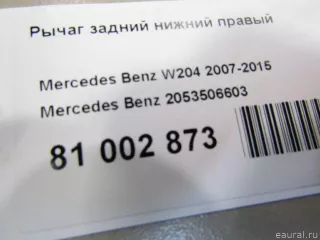 Рычаг задний нижний правый
Mercedes Benz W204 2007-2015
Mercedes Benz 2053506603
81 002 873
eaural.ru